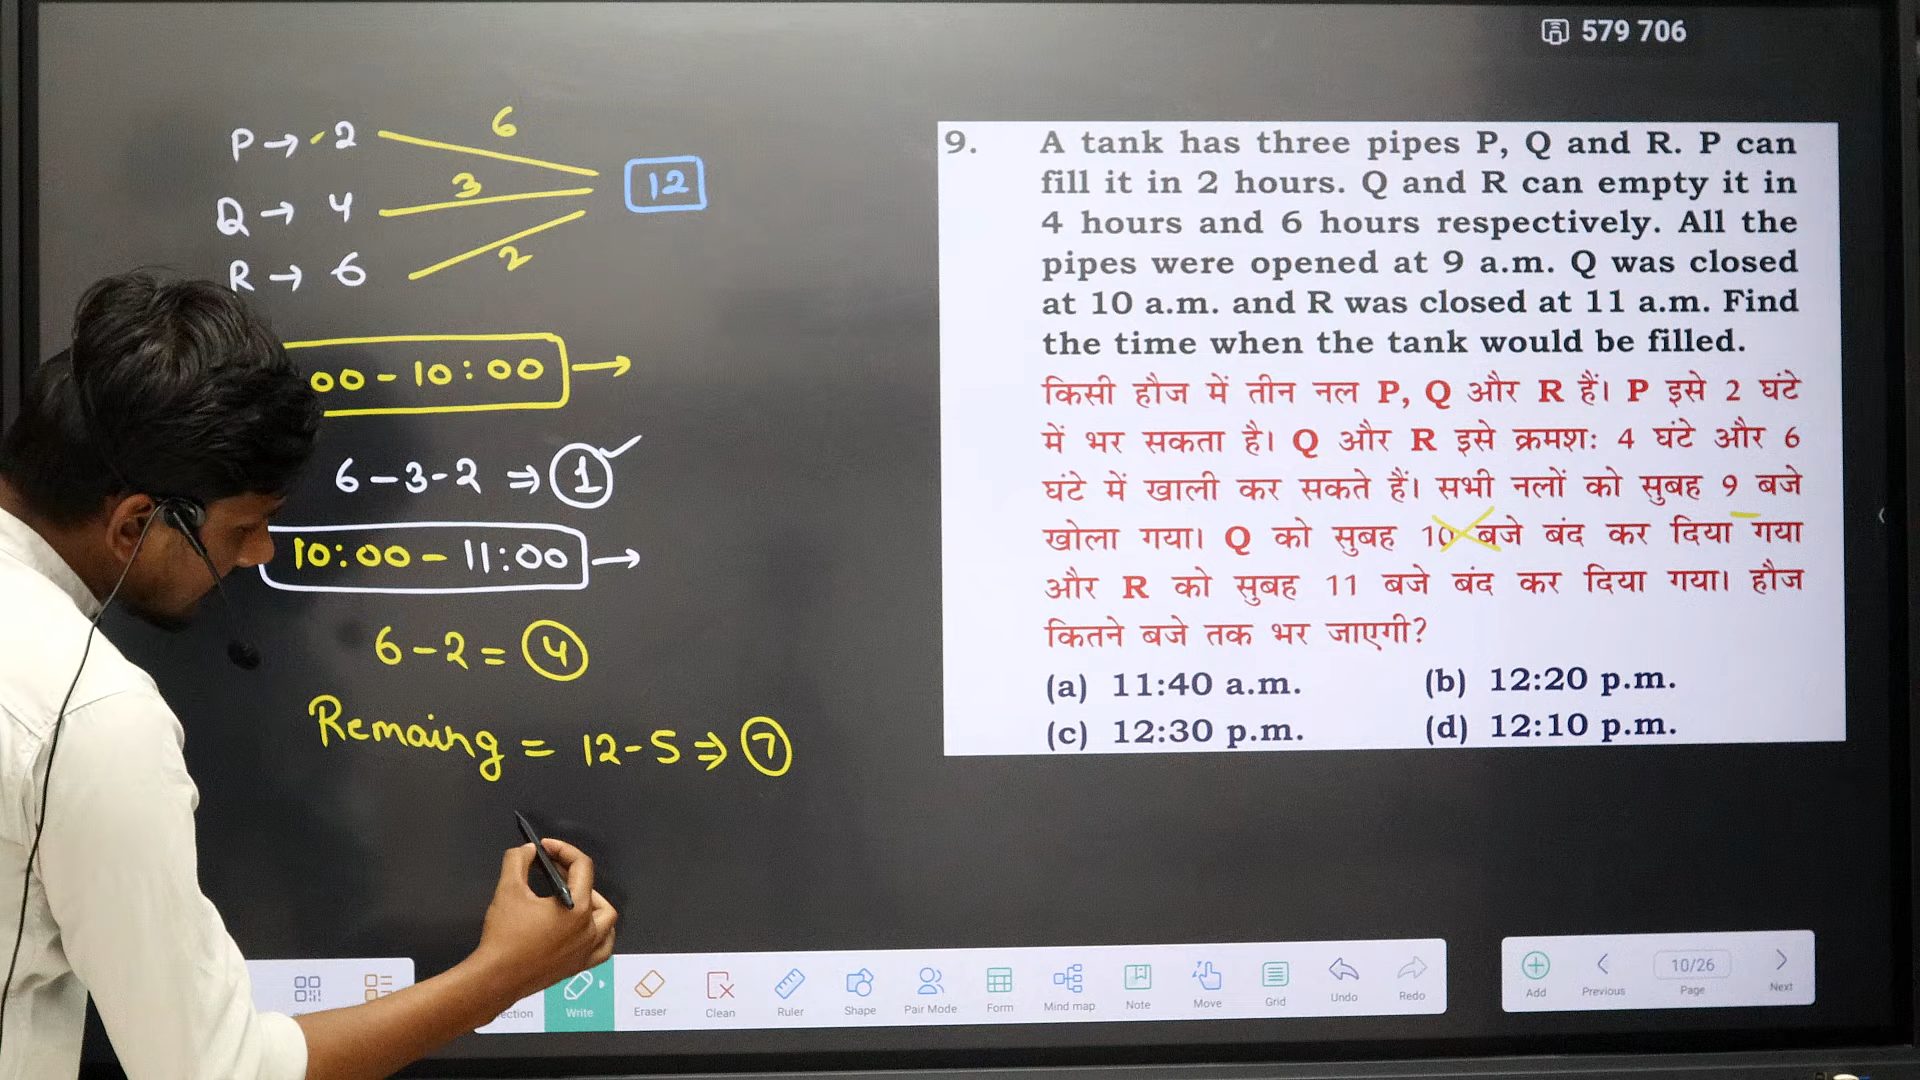 579 706
P → 2
6
Q → 4
3
12
R → 6
2
00 - 10:00 →
6-3-2 ⇒ 1 ✓
10:00 - 11:00 →
6-2 = 4
Remaing = 12-5 ⇒ 7
9. A tank has three pipes P, Q and R. P can
fill it in 2 hours. Q and R can empty it in
4 hours and 6 hours respectively. All the
pipes were opened at 9 a.m. Q was closed
at 10 a.m. and R was closed at 11 a.m. Find
the time when the tank would be filled.
किसी हौज में तीन नल P, Q और R हैं। P इसे 2 घंटे
में भर सकता है। Q और R इसे क्रमश: 4 घंटे और 6
घंटे में खाली कर सकते हैं। सभी नलों को सुबह 9 बजे
खोला गया। Q को सुबह 10 बजे बंद कर दिया गया
और R को सुबह 11 बजे बंद कर दिया गया। हौज
कितने बजे तक भर जाएगी?
(a) 11:40 a.m. (b) 12:20 p.m.
(c) 12:30 p.m. (d) 12:10 p.m.
ection Write Eraser Clean Ruler Shape Pair Mode Form Mind map Note Move Grid Undo Redo
Add Previous 10/26 Page Next